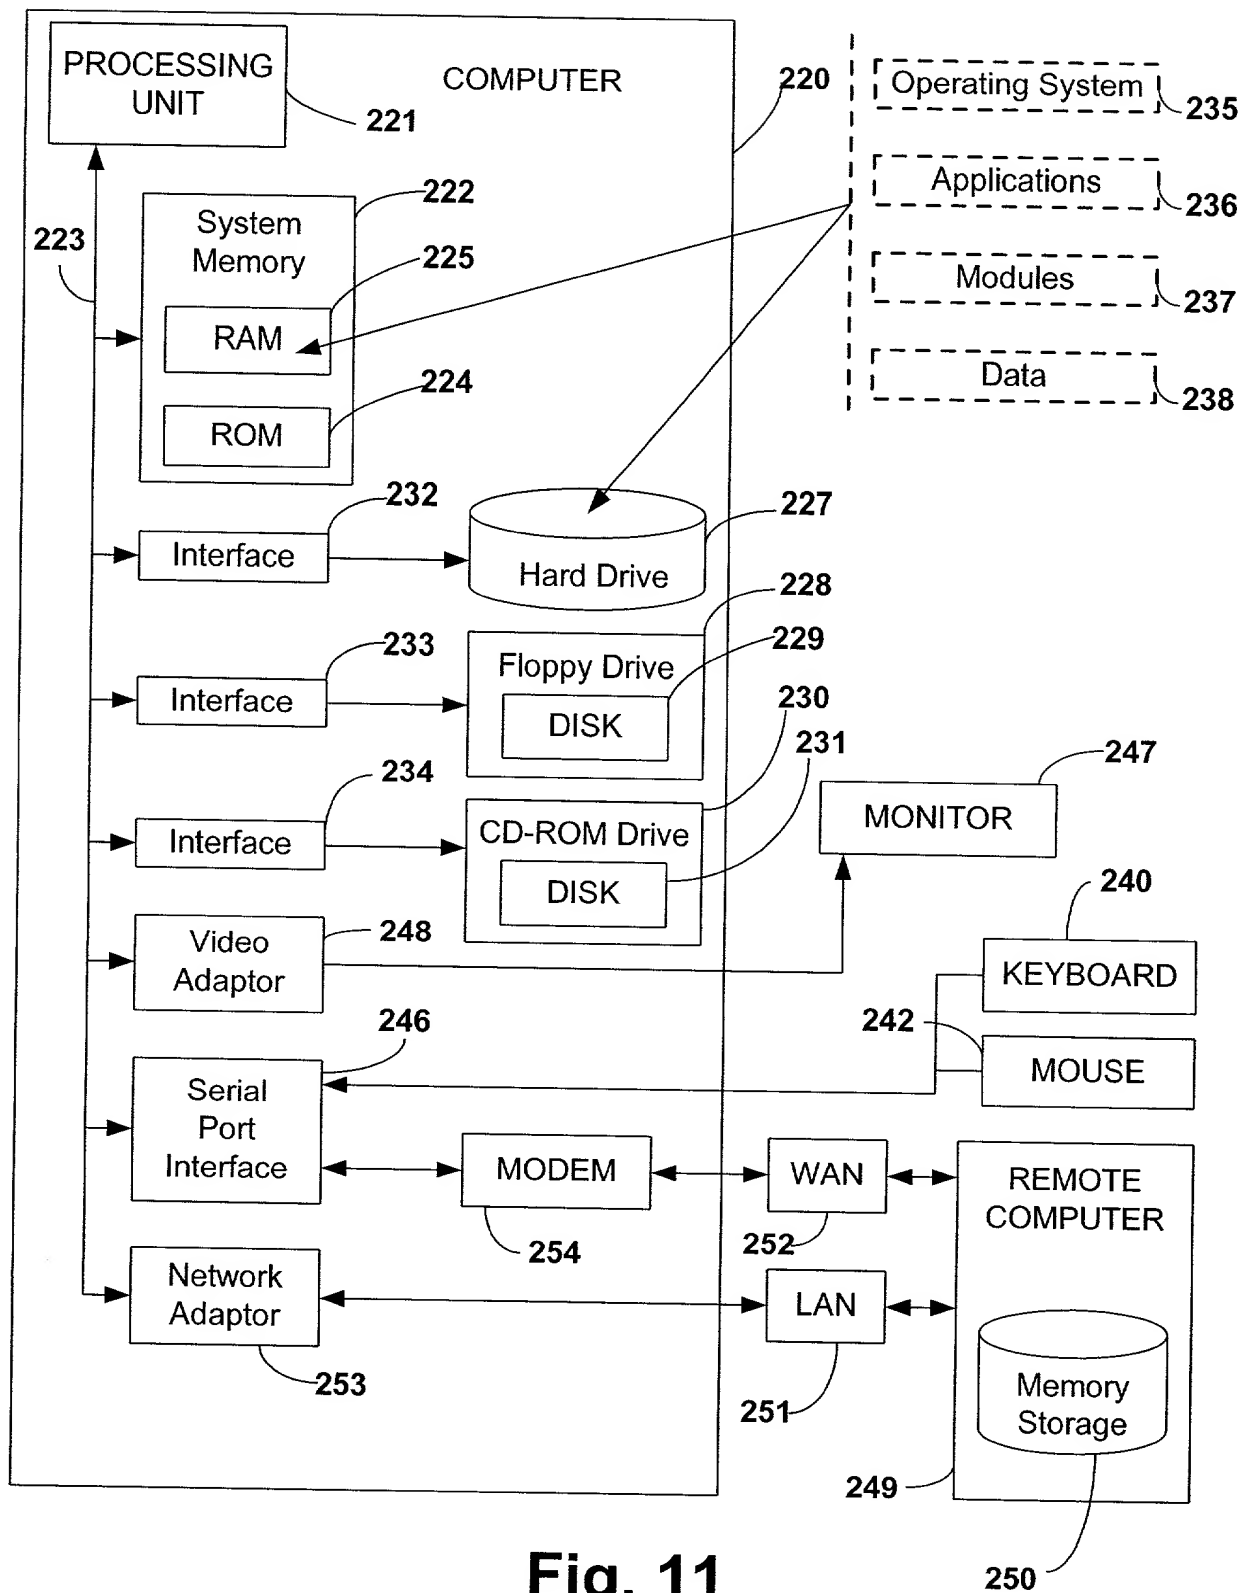 PROCESSING
UNIT
221
COMPUTER
220
Operating System
235
Applications
236
Modules
237
Data
238
222
System
Memory
223
225
RAM
224
ROM
232
Interface
227
Hard Drive
228
233
Interface
Floppy Drive
229
DISK
230
234
Interface
CD-ROM Drive
231
DISK
247
MONITOR
248
Video
Adaptor
240
KEYBOARD
242
MOUSE
246
Serial
Port
Interface
MODEM
254
WAN
252
REMOTE
COMPUTER
Network
Adaptor
253
LAN
251
Memory
Storage
249
250
Fig. 11